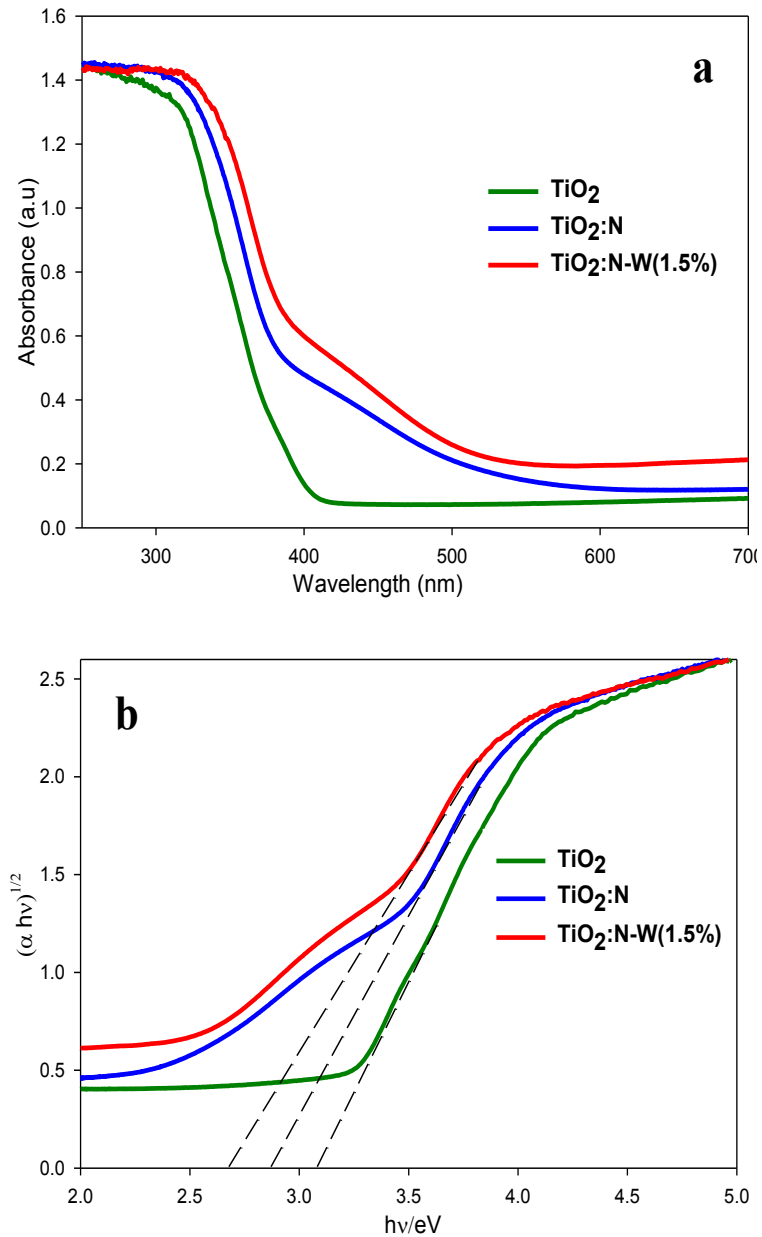 a
1.6
1.4
1.2
1.0
0.8
0.6
0.4
0.2
0.0
Absorbance (a.u)
TiO2
TiO2:N
TiO2:N-W(1.5%)
300 400 500 600 700
Wavelength (nm)
b
2.5
2.0
1.5
1.0
0.5
0.0
(α hν)1/2
TiO2
TiO2:N
TiO2:N-W(1.5%)
2.0 2.5 3.0 3.5 4.0 4.5 5.0
hν/eV